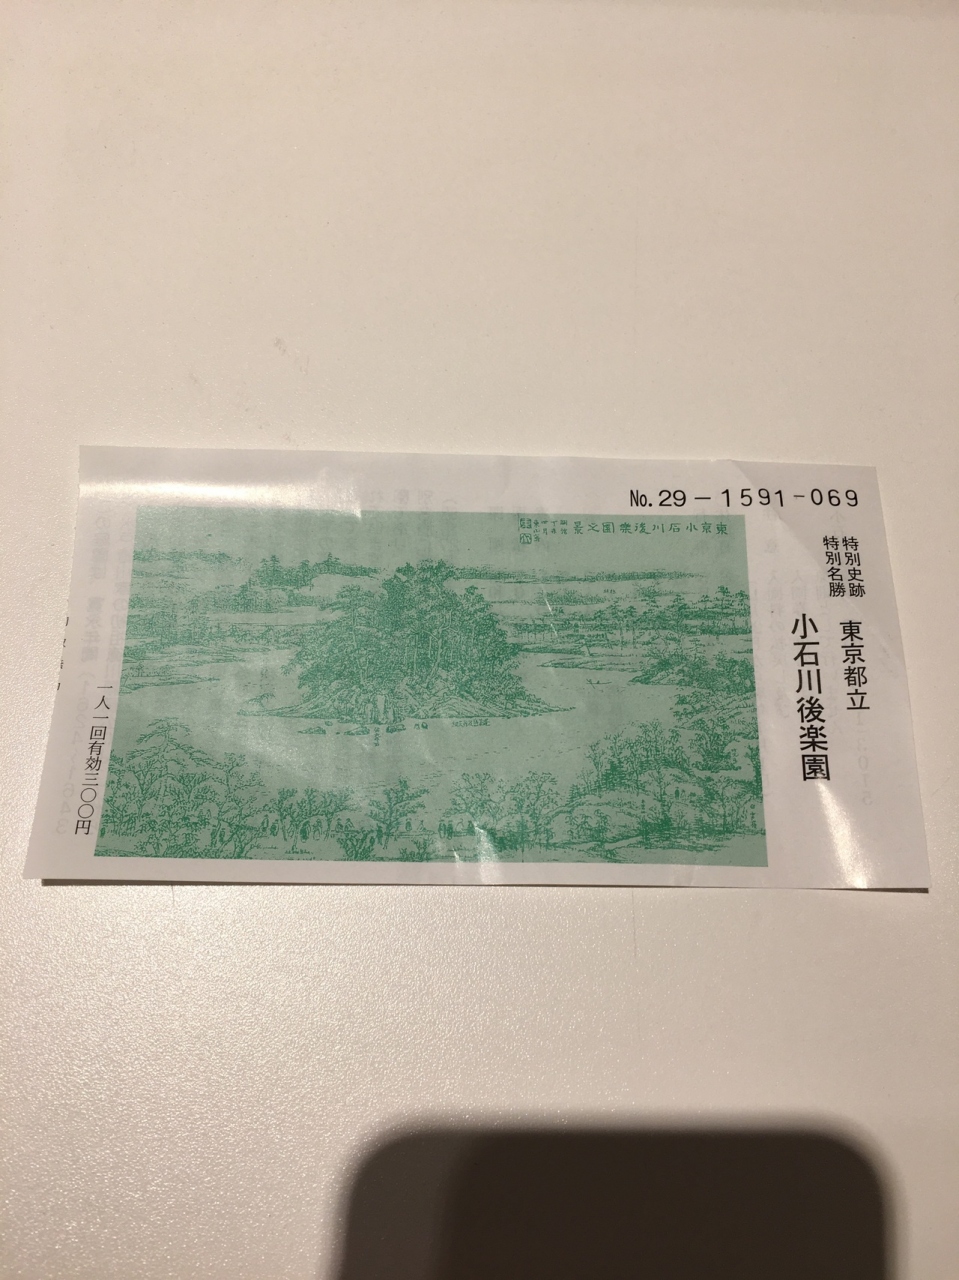 No.29-1591-069
特別史跡
特別名勝
東京都立
小石川後楽園
東京小石川後樂園之景
一人一回有効三〇〇円